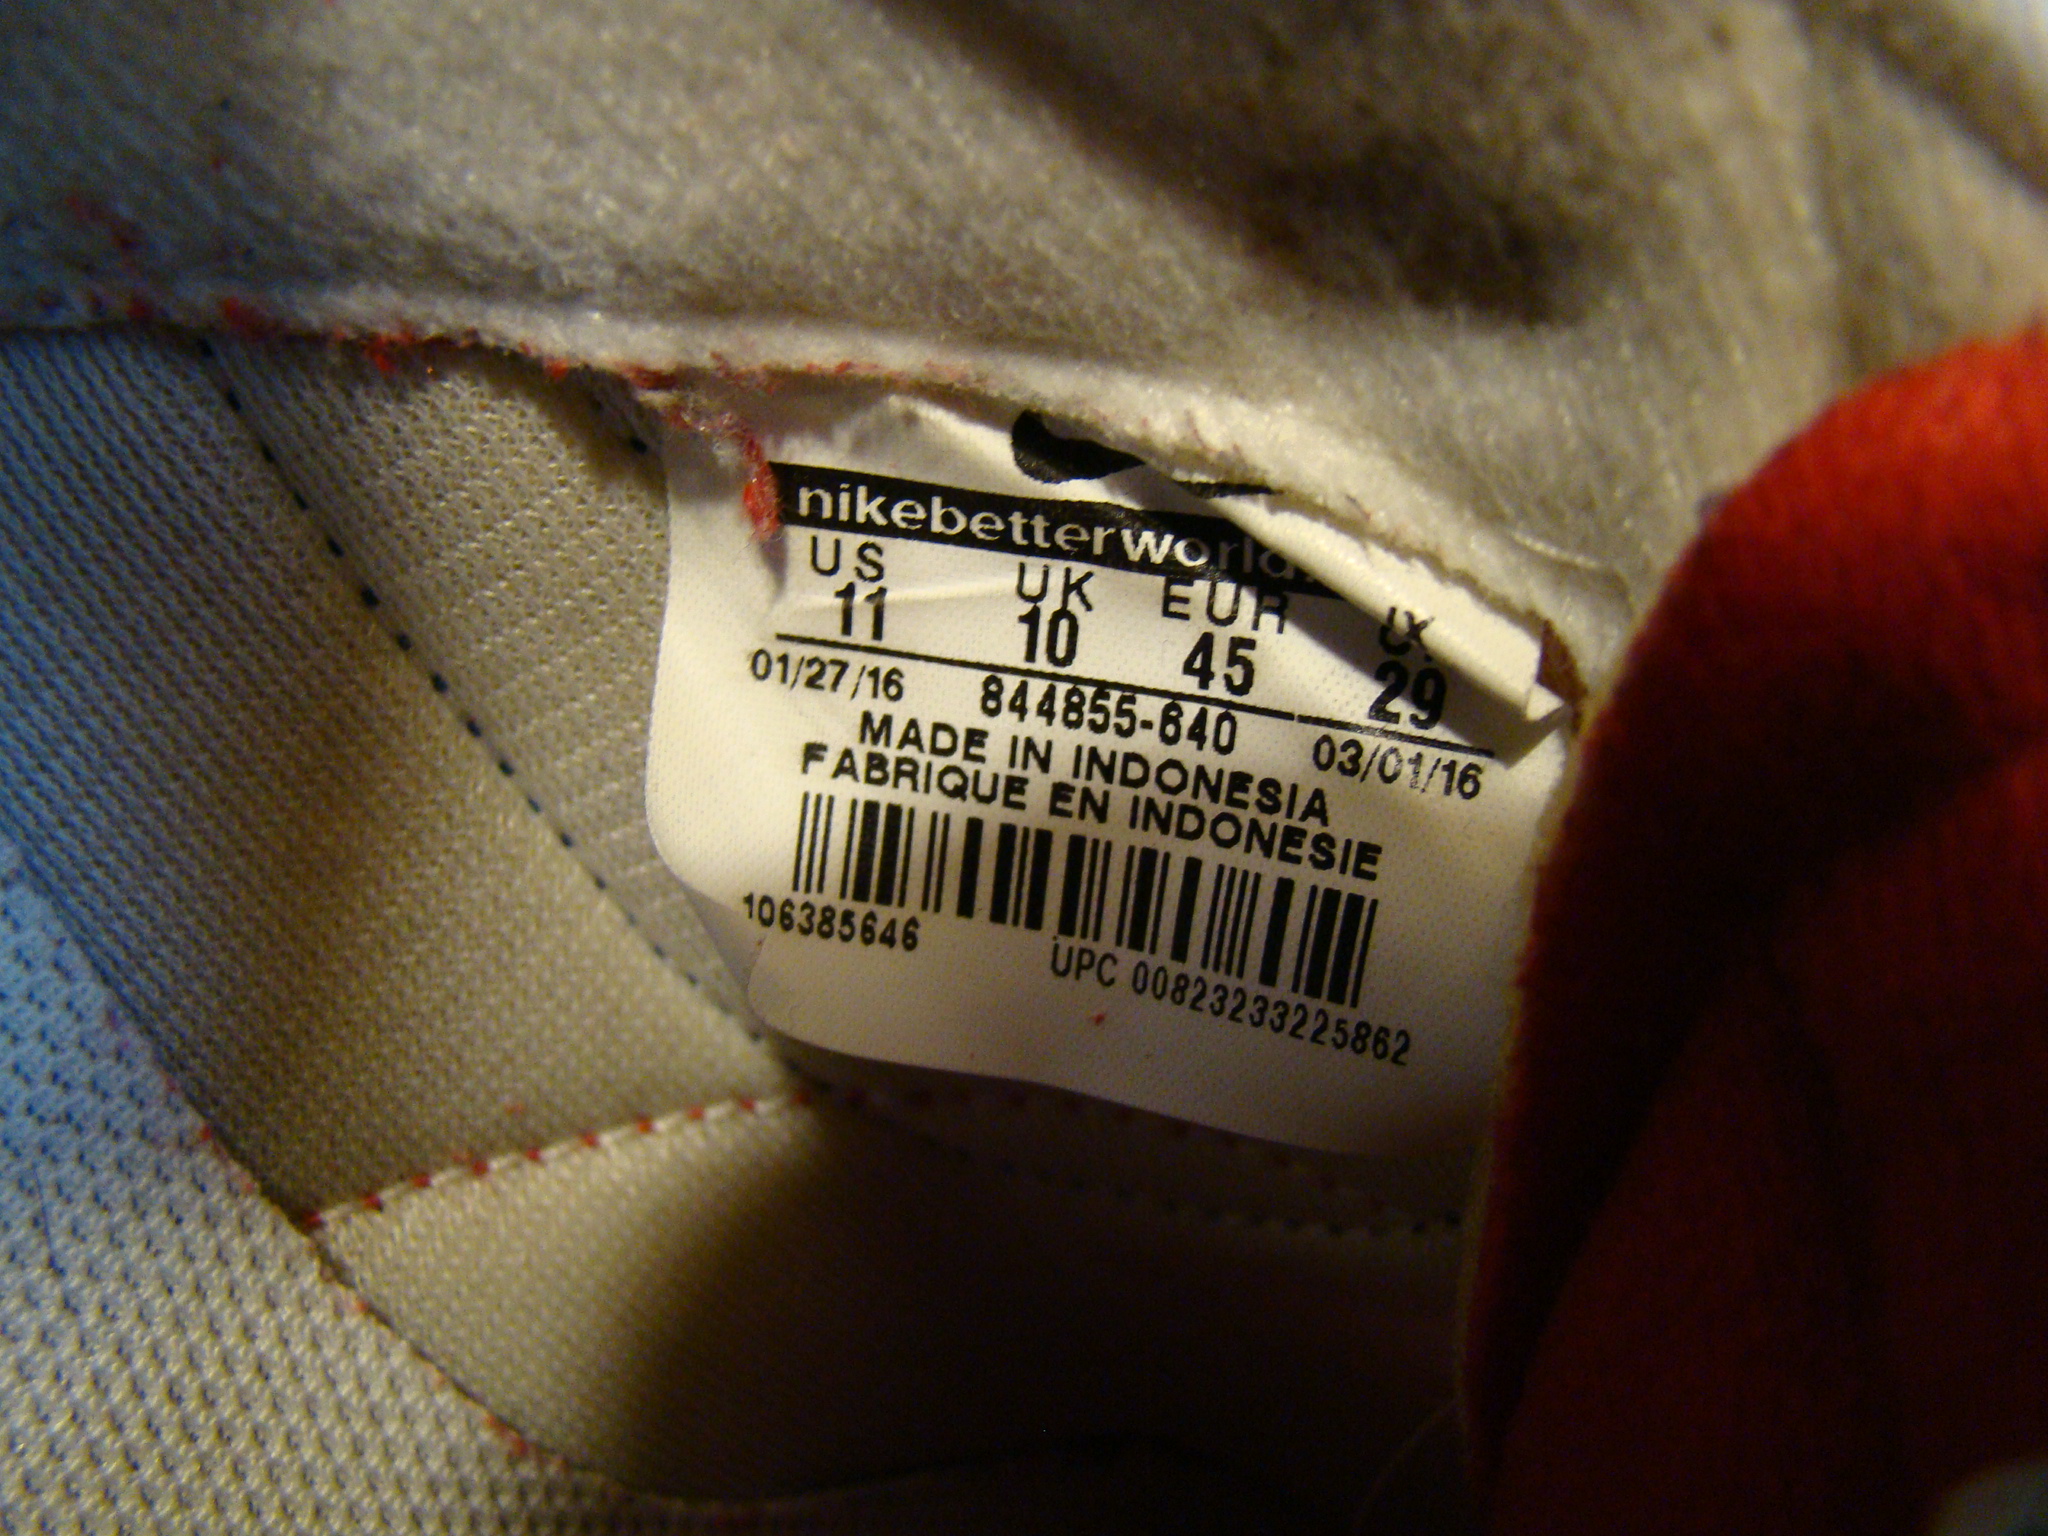 nikebetterworld.
US UK EUR
11 10 45 29
01/27/16 844855-640 03/01/16
MADE IN INDONESIA
FABRIQUE EN INDONESIE
106385646
UPC 00823233225862